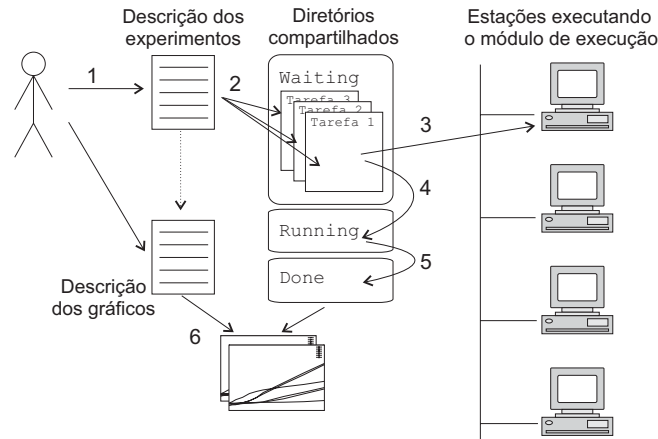 Descrição dos
experimentos
Diretórios
compartilhados
Estações executando
o módulo de execução
1
2
Waiting
Tarefa 3
Tarefa 2
Tarefa 1
3
4
Running
5
Done
Descrição
dos gráficos
6